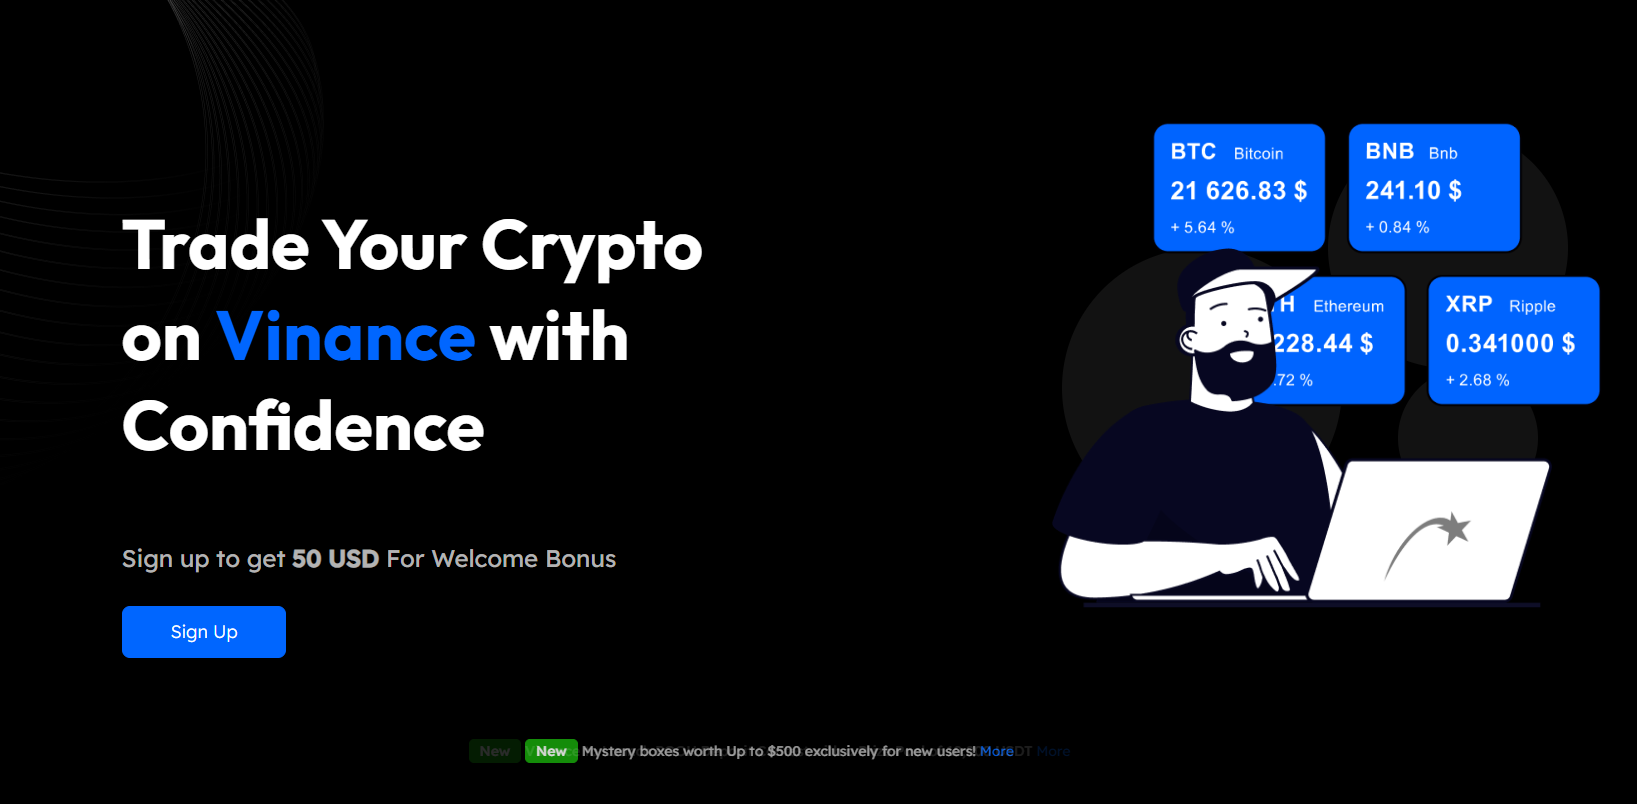 Trade Your Crypto
on Vinance with
Confidence
Sign up to get 50 USD For Welcome Bonus
Sign Up
BTC Bitcoin
21 626.83 $
+ 5.64 %
BNB Bnb
241.10 $
+ 0.84 %
H Ethereum
228.44 $
.72 %
XRP Ripple
0.341000 $
+ 2.68 %
New New Mystery boxes worth Up to $500 exclusively for new users! More More